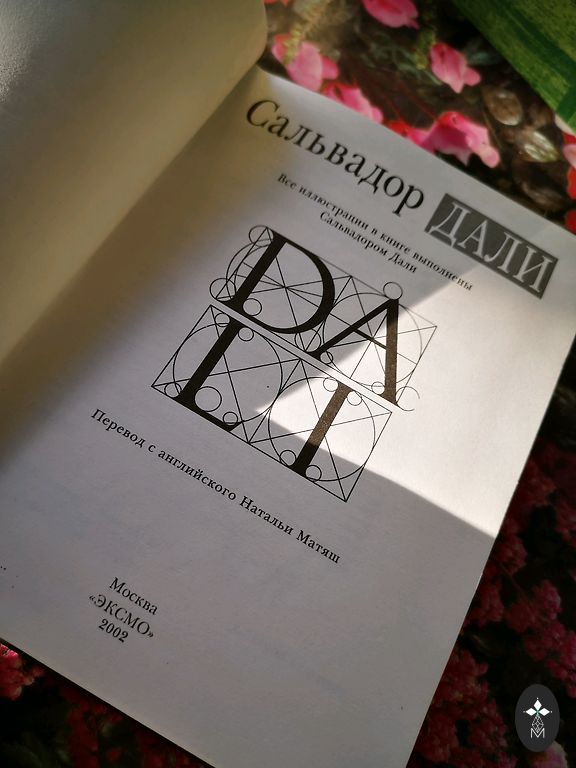 Сальвадор ДАЛИ
Все иллюстрации в книге выполнены
Сальвадором Дали
DA
LI
Перевод с английского Натальи Матяш
Москва
«ЭКСМО»
2002
M